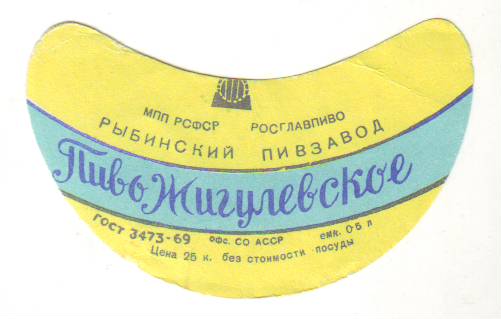 МПП РСФСР РОСГЛАВПИВО
РЫБИНСКИЙ ПИВЗАВОД
Пиво Жигулевское
ГОСТ 3473-69 Офс. СО АССР емк. 0·5 л
Цена 25 к. без стоимости посуды